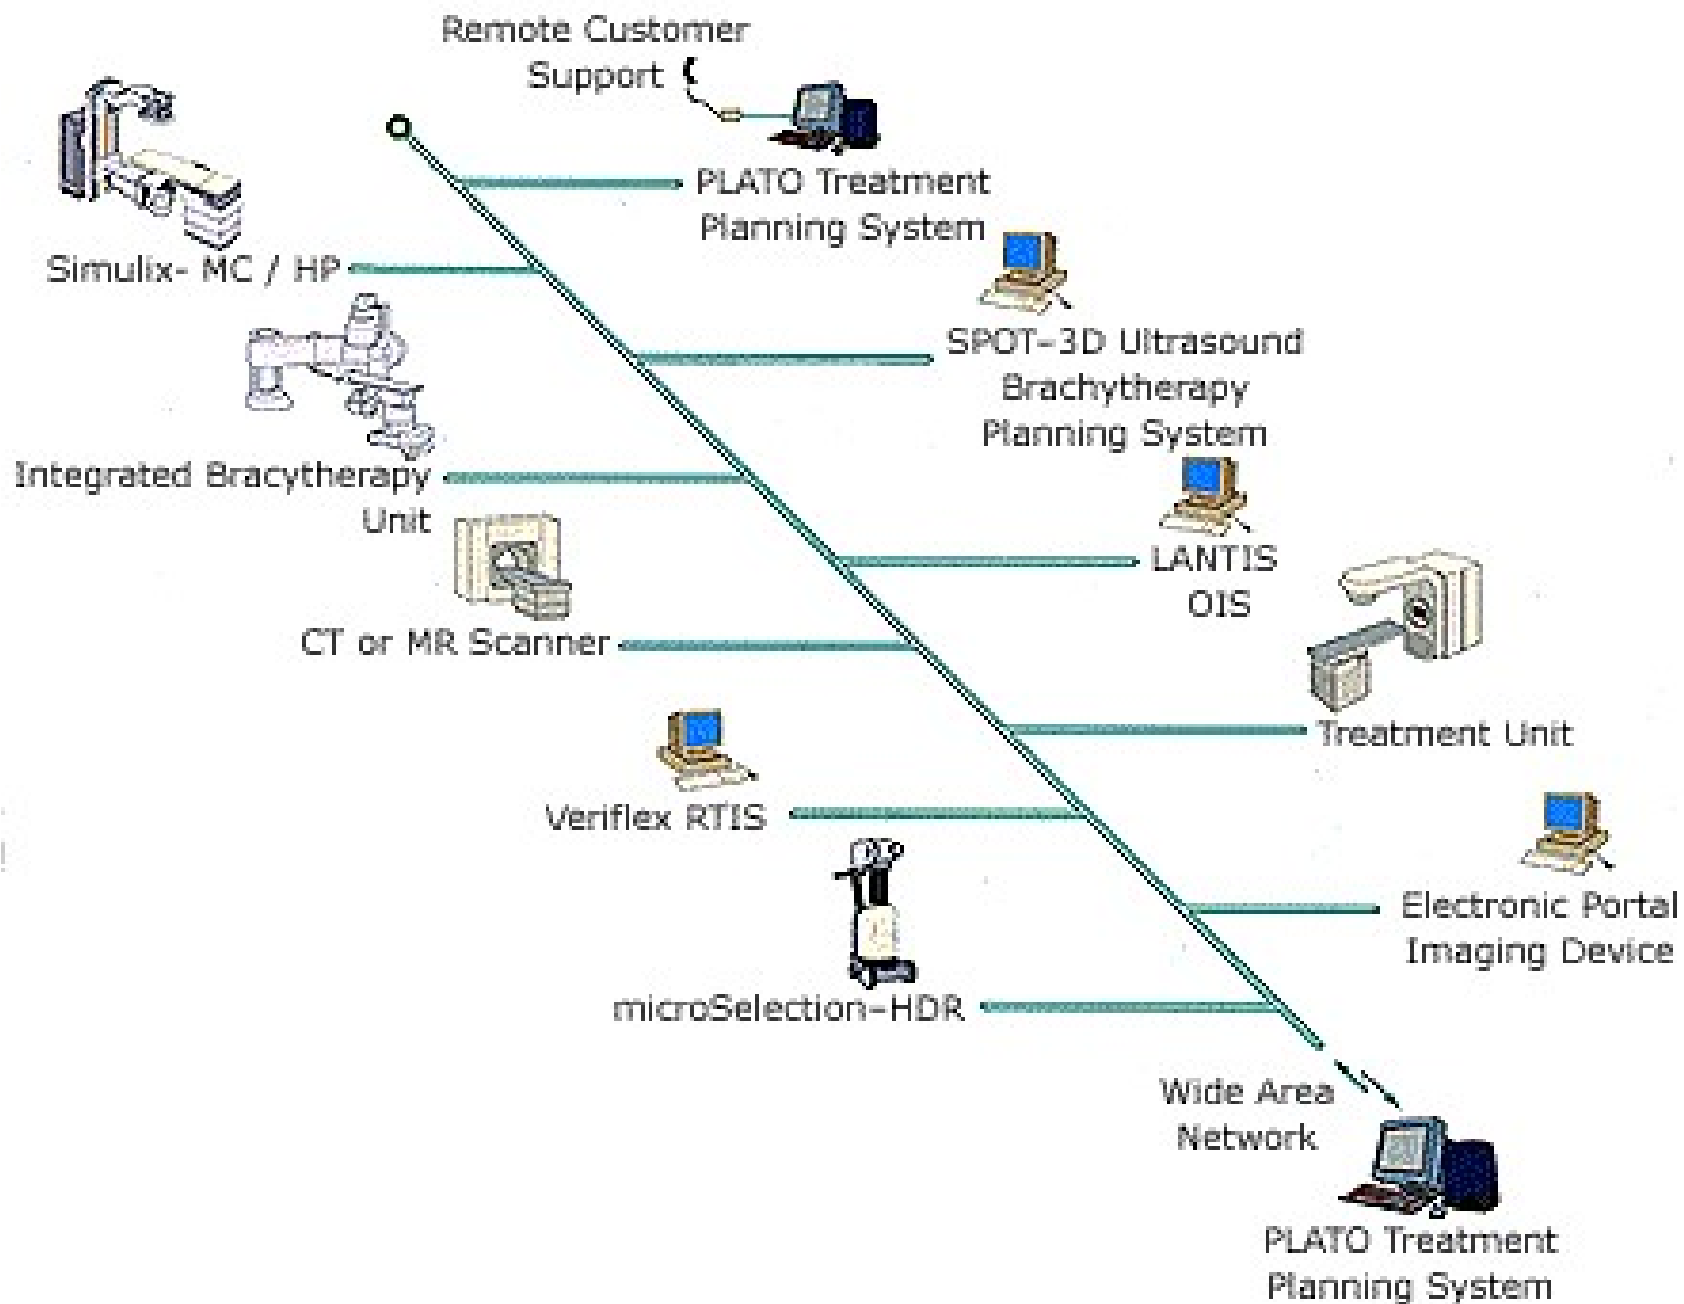 Remote Customer
Support
PLATO Treatment
Planning System
Simulix- MC / HP
SPOT-3D Ultrasound
Brachytherapy
Planning System
Integrated Bracytherapy
Unit
LANTIS
OIS
CT or MR Scanner
Treatment Unit
Veriflex RTIS
Electronic Portal
Imaging Device
microSelection-HDR
Wide Area
Network
PLATO Treatment
Planning System